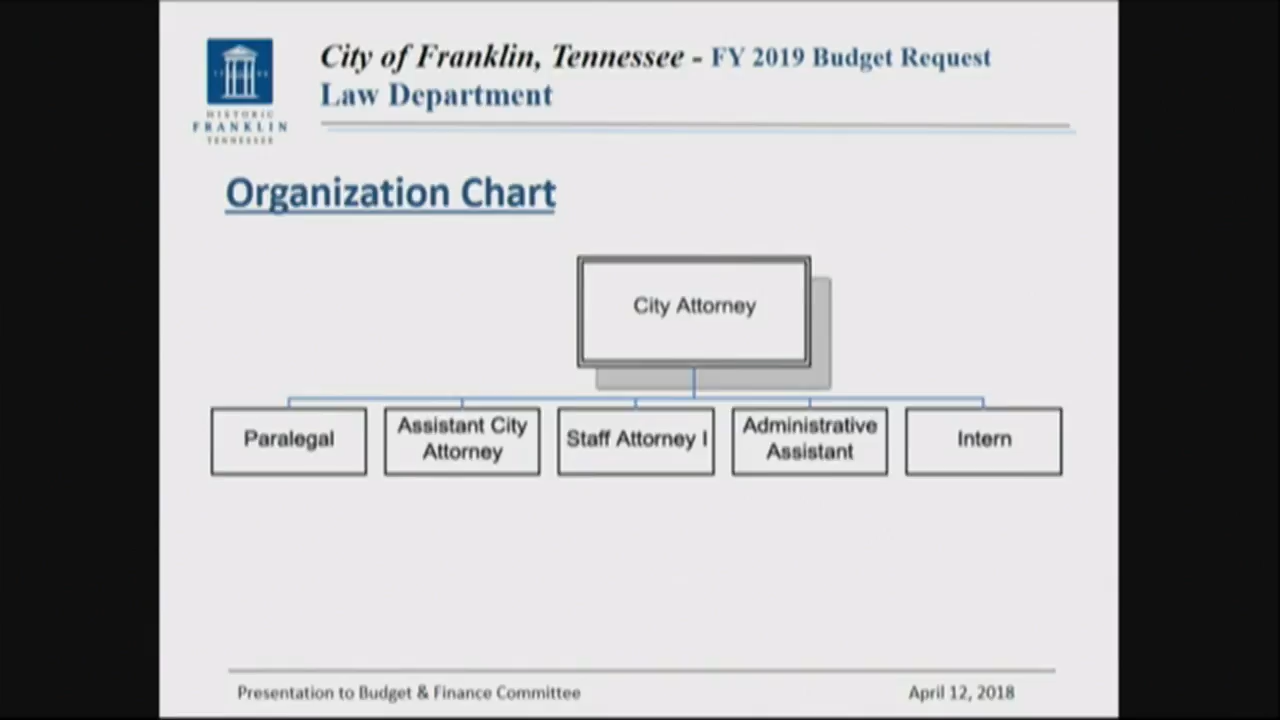 City of Franklin, Tennessee - FY 2019 Budget Request
Law Department
HISTORIC
FRANKLIN
TENNESSEE
Organization Chart
City Attorney
Paralegal
Assistant City
Attorney
Staff Attorney I
Administrative
Assistant
Intern
Presentation to Budget & Finance Committee
April 12, 2018